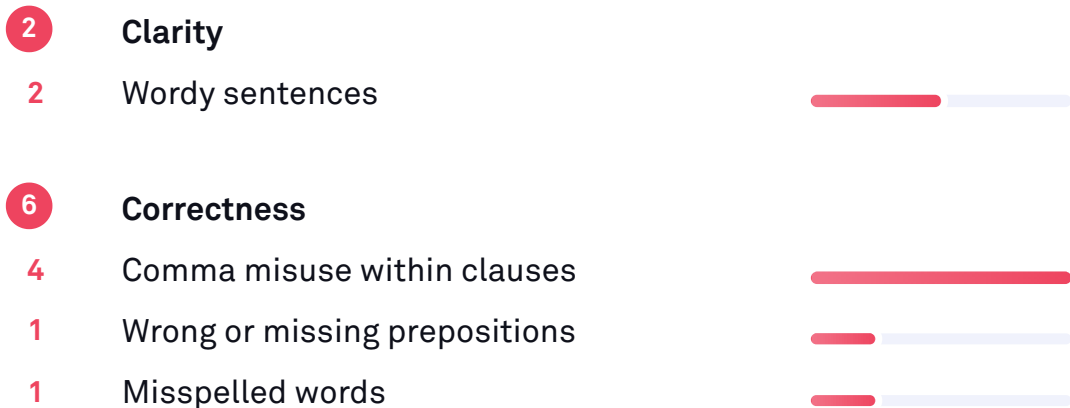 2 Clarity
2 Wordy sentences
6 Correctness
4 Comma misuse within clauses
1 Wrong or missing prepositions
1 Misspelled words